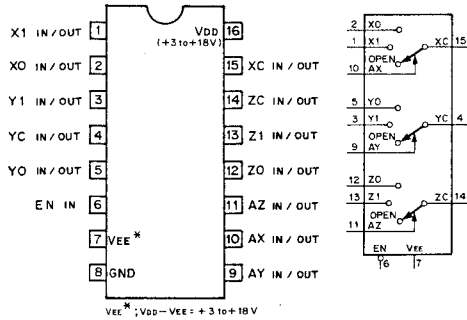 X1 IN/OUT 1
X0 IN/OUT 2
Y1 IN/OUT 3
YC IN/OUT 4
Y0 IN/OUT 5
EN IN 6
7 VEE*
8 GND
VDD 16
(+3 to +18V)
15 XC IN/OUT
14 ZC IN/OUT
13 Z1 IN/OUT
12 Z0 IN/OUT
11 AZ IN/OUT
10 AX IN/OUT
9 AY IN/OUT
VEE* ; VDD-VEE = +3 to +18V
2 X0
1 X1 XC 15
OPEN
10 AX
5 Y0
3 Y1 YC 4
OPEN
9 AY
12 Z0
13 Z1 ZC 14
OPEN
11 AZ
EN VEE
6 7